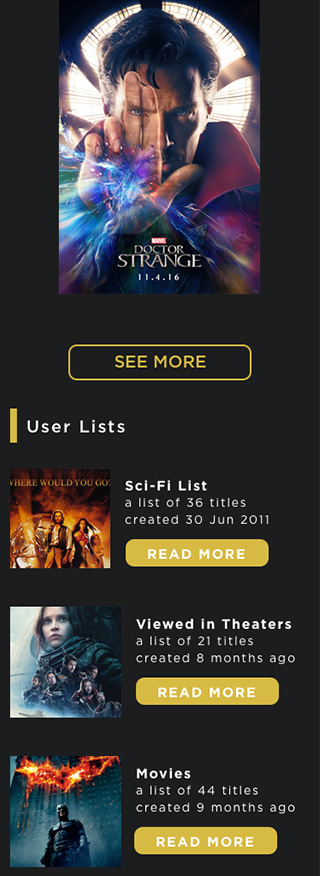 MARVEL
DOCTOR
STRANGE
11.4.16
SEE MORE
User Lists
WHERE WOULD YOU GO?
Sci-Fi List
a list of 36 titles
created 30 Jun 2011
READ MORE
Viewed in Theaters
a list of 21 titles
created 8 months ago
READ MORE
Movies
a list of 44 titles
created 9 months ago
READ MORE